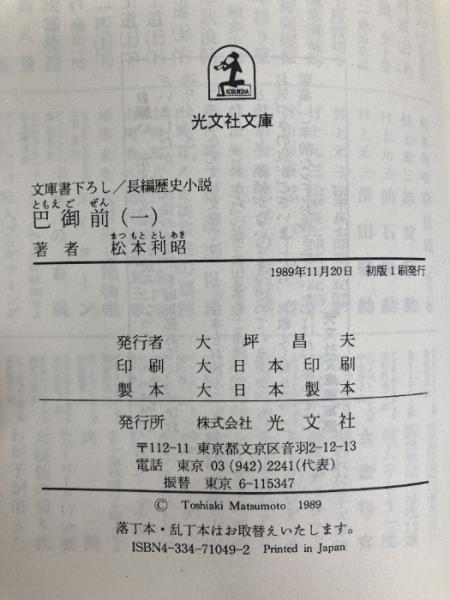 KOBUNSHA
光文社文庫
文庫書下ろし/長編歴史小説
ともえ ご ぜん
巴御前(一)
まつ もと とし あき
著者 松本利昭
1989年11月20日 初版1刷発行
発行者 大坪昌夫
印刷 大日本印刷
製本 大日本製本
発行所 株式会社 光文社
〒112-11 東京都文京区音羽2-12-13
電話 東京 03 (942) 2241(代表)
振替 東京 6-115347
© Toshiaki Matsumoto 1989
落丁本・乱丁本はお取替えいたします。
ISBN4-334-71049-2 Printed in Japan